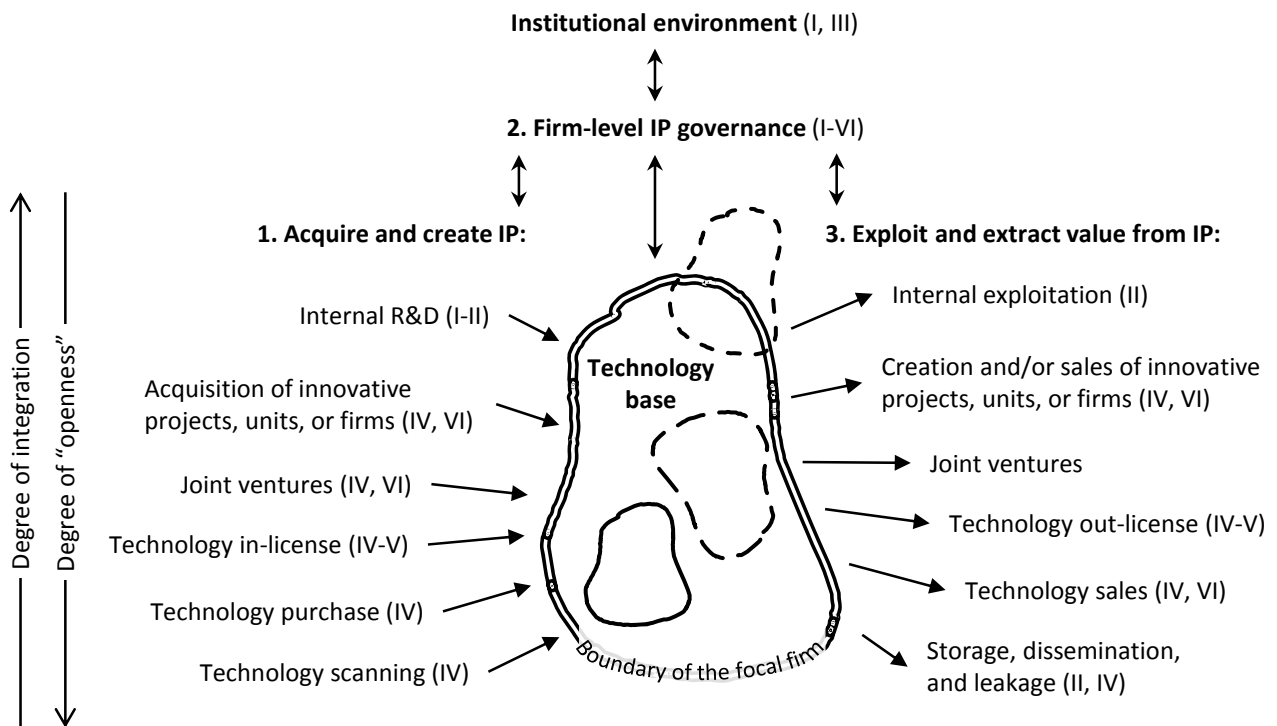 Institutional environment (I, III)
2. Firm-level IP governance (I-VI)
1. Acquire and create IP:
3. Exploit and extract value from IP:
Degree of integration
Degree of “openness”
Internal R&D (I-II)
Acquisition of innovative
projects, units, or firms (IV, VI)
Joint ventures (IV, VI)
Technology in-license (IV-V)
Technology purchase (IV)
Technology scanning (IV)
Technology
base
Boundary of the focal firm
Internal exploitation (II)
Creation and/or sales of innovative
projects, units, or firms (IV, VI)
Joint ventures
Technology out-license (IV-V)
Technology sales (IV, VI)
Storage, dissemination,
and leakage (II, IV)